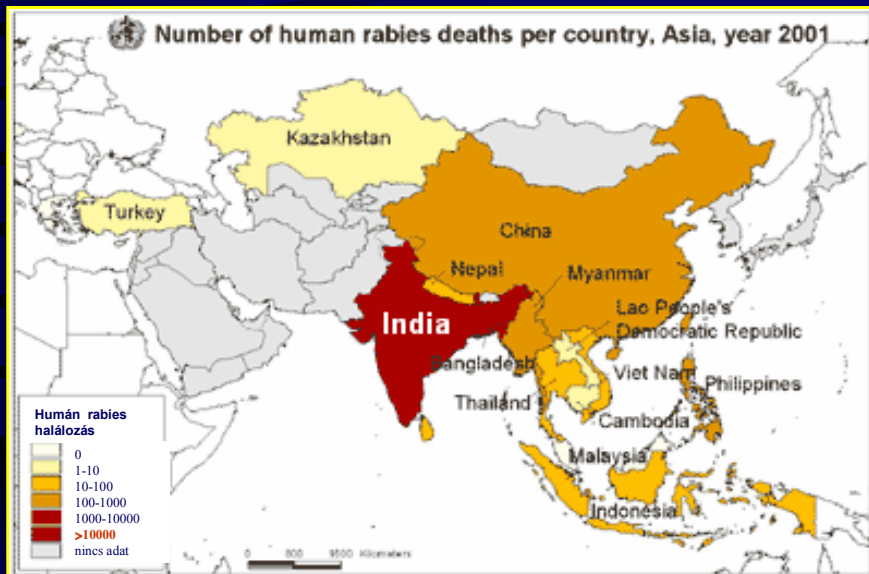 Number of human rabies deaths per country, Asia, year 2001
Kazakhstan
Turkey
China
Nepal
Myanmar
India
Lao People's
Democratic Republic
Bangladesh
Viet Nam
Philippines
Thailand
Cambodia
Malaysia
Indonesia
Humán rabies
halálozás
0
1-10
10-100
100-1000
1000-10000
>10000
nincs adat
0 800 1600 Kilometers